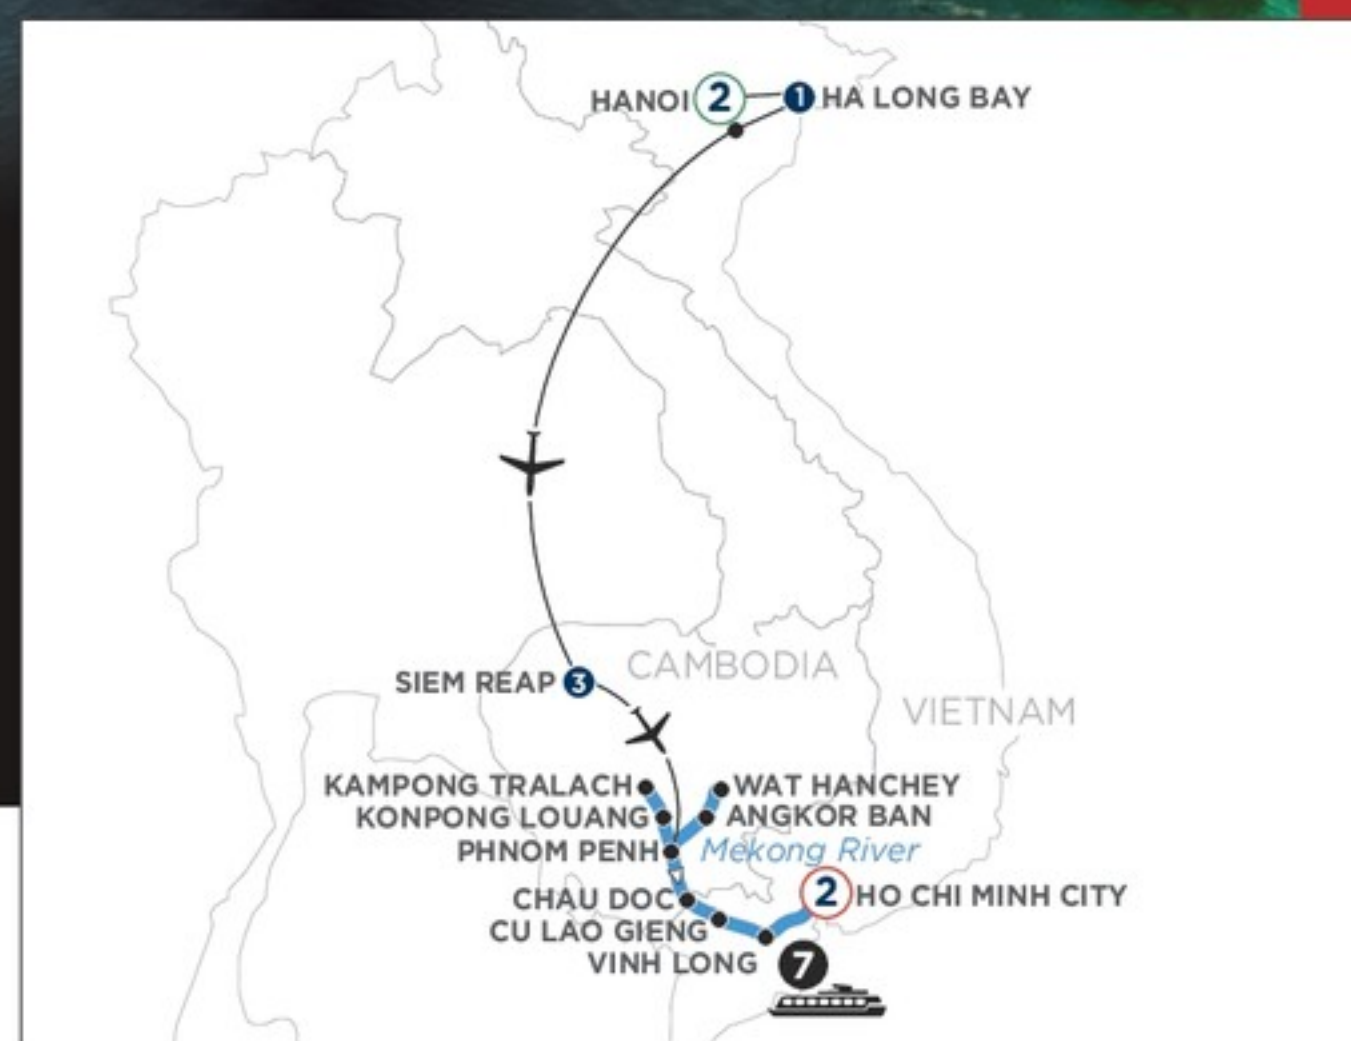 HANOI 2 1 HA LONG BAY
SIEM REAP 3 CAMBODIA
VIETNAM
KAMPONG TRALACH WAT HANCHEY
KONPONG LOUANG ANGKOR BAN
PHNOM PENH Mekong River
CHAU DOC 2 HO CHI MINH CITY
CU LAO GIENG
VINH LONG 7